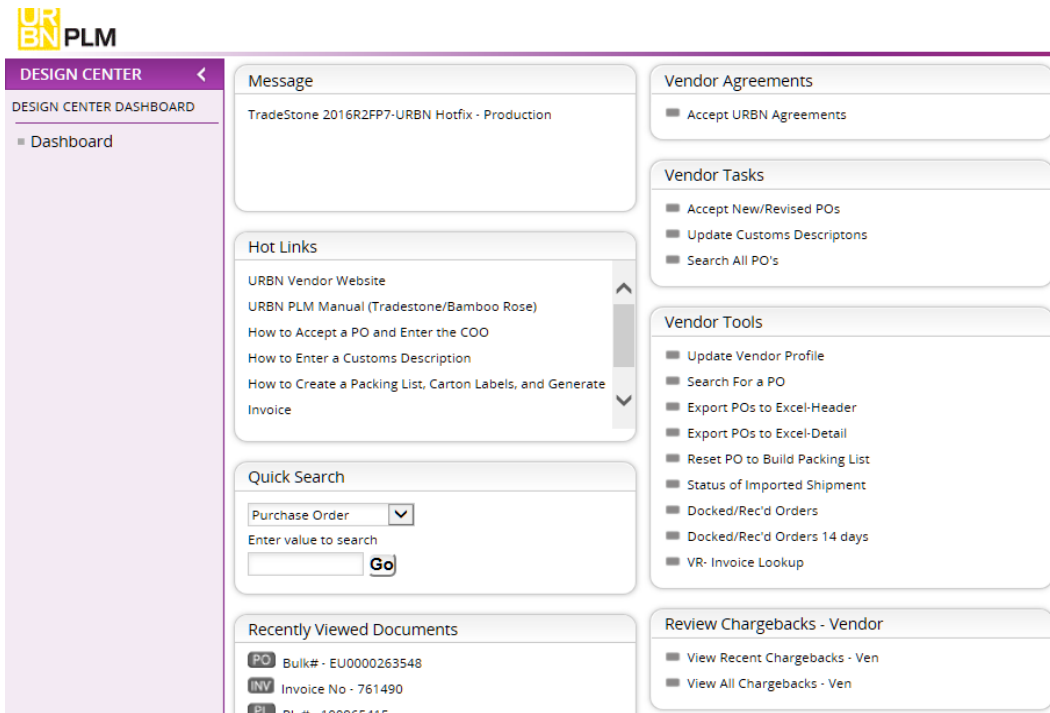 UR
BN PLM
DESIGN CENTER
DESIGN CENTER DASHBOARD
Dashboard
Message
TradeStone 2016R2FP7-URBN Hotfix - Production
Hot Links
URBN Vendor Website
URBN PLM Manual (Tradestone/Bamboo Rose)
How to Accept a PO and Enter the COO
How to Enter a Customs Description
How to Create a Packing List, Carton Labels, and Generate
Invoice
Quick Search
Purchase Order
Enter value to search
Go
Recently Viewed Documents
PO Bulk# - EU0000263548
INV Invoice No - 761490
PL PL# - 100065415
Vendor Agreements
Accept URBN Agreements
Vendor Tasks
Accept New/Revised POs
Update Customs Descriptons
Search All PO's
Vendor Tools
Update Vendor Profile
Search For a PO
Export POs to Excel-Header
Export POs to Excel-Detail
Reset PO to Build Packing List
Status of Imported Shipment
Docked/Rec'd Orders
Docked/Rec'd Orders 14 days
VR- Invoice Lookup
Review Chargebacks - Vendor
View Recent Chargebacks - Ven
View All Chargebacks - Ven